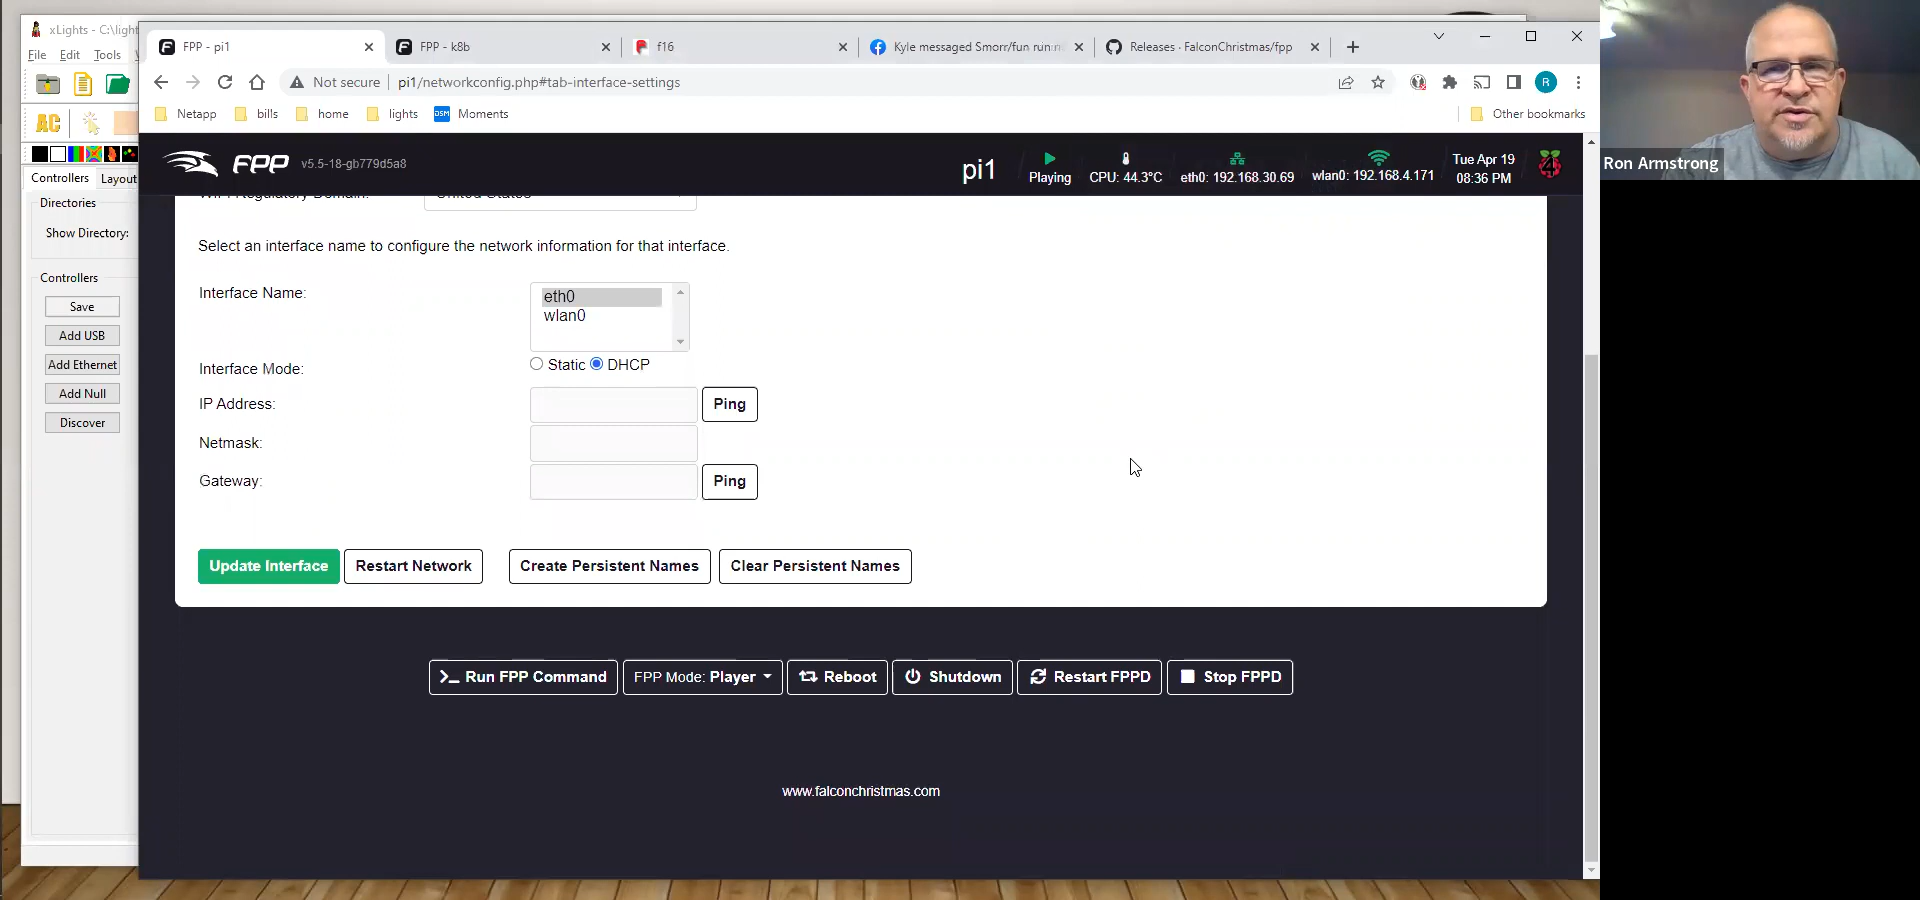 xLights - C:\light
File Edit Tools
AC
Controllers Layout
Directories
Show Directory:
Controllers
Save
Add USB
Add Ethernet
Add Null
Discover
FPP - pi1
FPP - k8b
f16
Kyle messaged Smorr/fun run:
Releases · FalconChristmas/fpp
Not secure
pi1/networkconfig.php#tab-interface-settings
R
Netapp
bills
home
lights
DSM Moments
Other bookmarks
FPP v5.5-18-gb779d5a8
pi1
Playing
CPU: 44.3°C
eth0: 192.168.30.69
wlan0: 192.168.4.171
Tue Apr 19
08:36 PM
Select an interface name to configure the network information for that interface.
Interface Name:
eth0
wlan0
Interface Mode:
Static DHCP
IP Address:
Ping
Netmask:
Gateway:
Ping
Update Interface
Restart Network
Create Persistent Names
Clear Persistent Names
Run FPP Command
FPP Mode: Player
Reboot
Shutdown
Restart FPPD
Stop FPPD
www.falconchristmas.com
Ron Armstrong